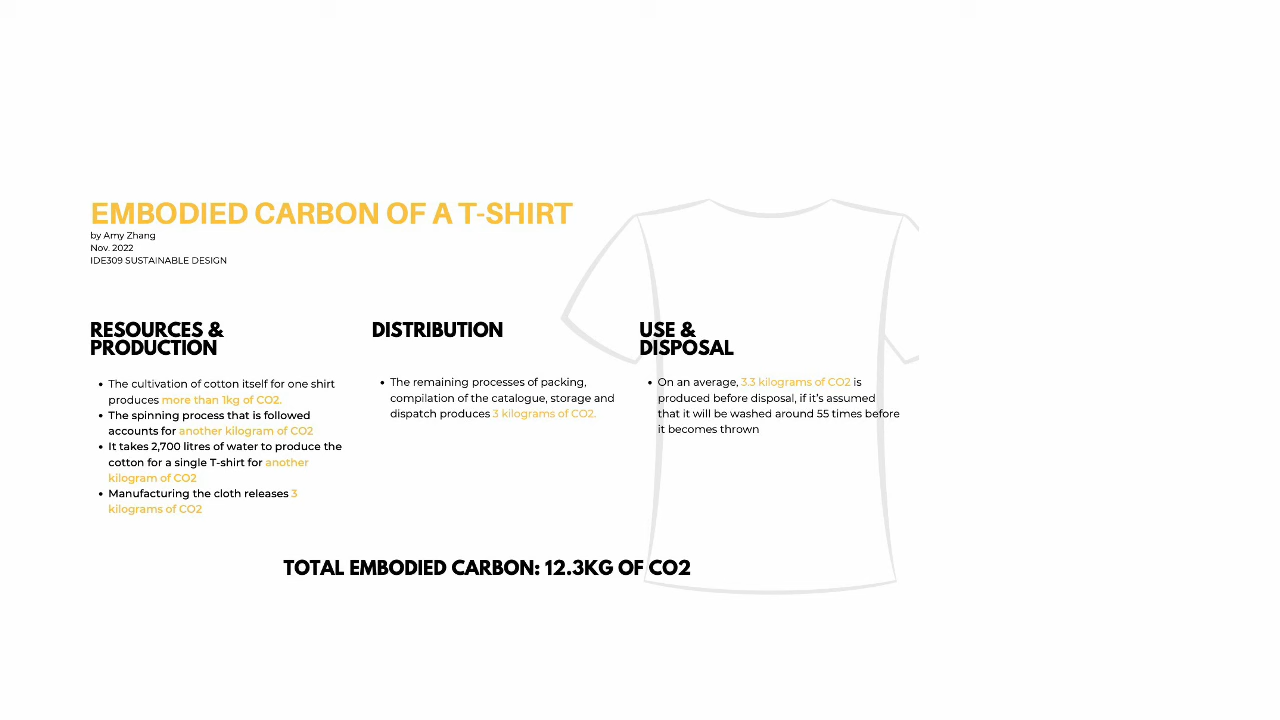 EMBODIED CARBON OF A T-SHIRT
by Amy Zhang
Nov. 2022
IDE309 SUSTAINABLE DESIGN
RESOURCES &
PRODUCTION
• The cultivation of cotton itself for one shirt
produces more than 1kg of CO2.
• The spinning process that is followed
accounts for another kilogram of CO2
• It takes 2,700 litres of water to produce the
cotton for a single T-shirt for another
kilogram of CO2
• Manufacturing the cloth releases 3
kilograms of CO2
DISTRIBUTION
• The remaining processes of packing,
compilation of the catalogue, storage and
dispatch produces 3 kilograms of CO2.
USE &
DISPOSAL
• On an average, 3.3 kilograms of CO2 is
produced before disposal, if it's assumed
that it will be washed around 55 times before
it becomes thrown
TOTAL EMBODIED CARBON: 12.3KG OF CO2